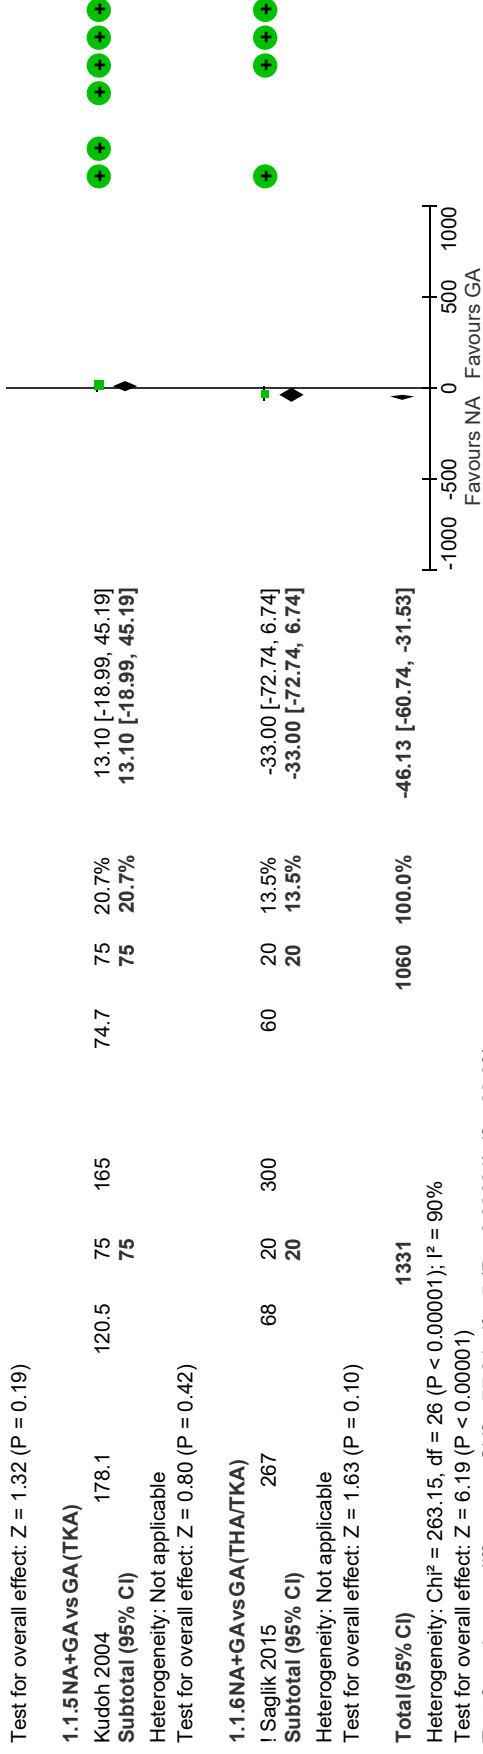 Test for overall effect: Z = 1.32 (P = 0.19)
1.1.5 NA+GA vs GA (TKA)
Kudoh 2004 178.1 120.5 75 165 74.7 75 20.7% 13.10 [-18.99, 45.19]
Subtotal (95% CI) 75 75 20.7% 13.10 [-18.99, 45.19]
Heterogeneity: Not applicable
Test for overall effect: Z = 0.80 (P = 0.42)
1.1.6 NA+GA vs GA (THA/TKA)
! Saglik 2015 267 68 20 300 60 20 13.5% -33.00 [-72.74, 6.74]
Subtotal (95% CI) 20 20 13.5% -33.00 [-72.74, 6.74]
Heterogeneity: Not applicable
Test for overall effect: Z = 1.63 (P = 0.10)
Total (95% CI) 1331 1060 100.0% -46.13 [-60.74, -31.53]
Heterogeneity: Chi² = 263.15, df = 26 (P < 0.00001); I² = 90%
Test for overall effect: Z = 6.19 (P < 0.00001)
-1000 -500 0 500 1000
Favours NA Favours GA